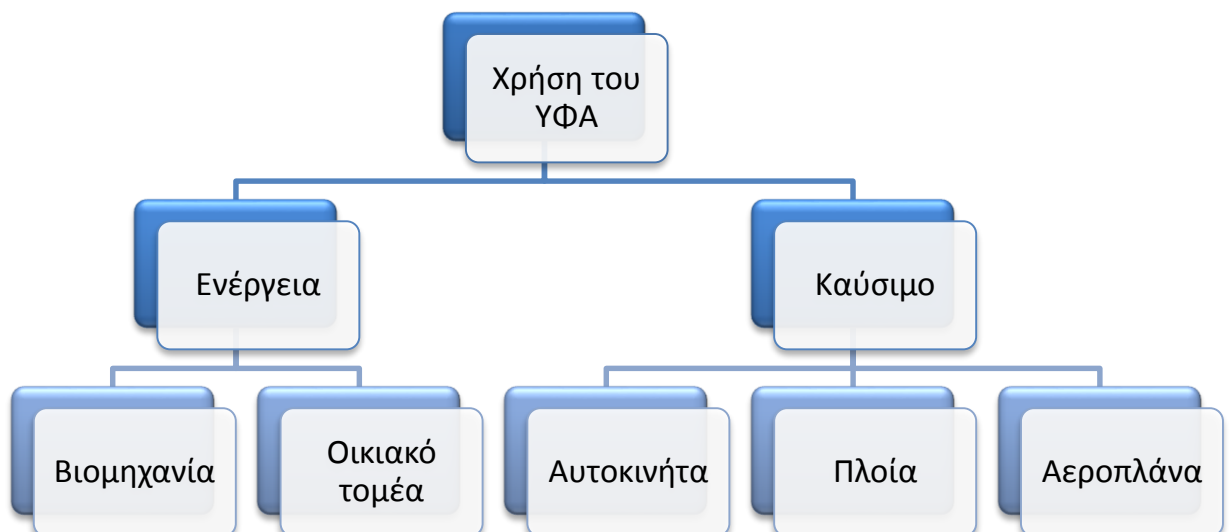 Χρήση του
ΥΦΑ
Ενέργεια
Καύσιμο
Βιομηχανία
Οικιακό
τομέα
Αυτοκινήτα
Πλοία
Αεροπλάνα